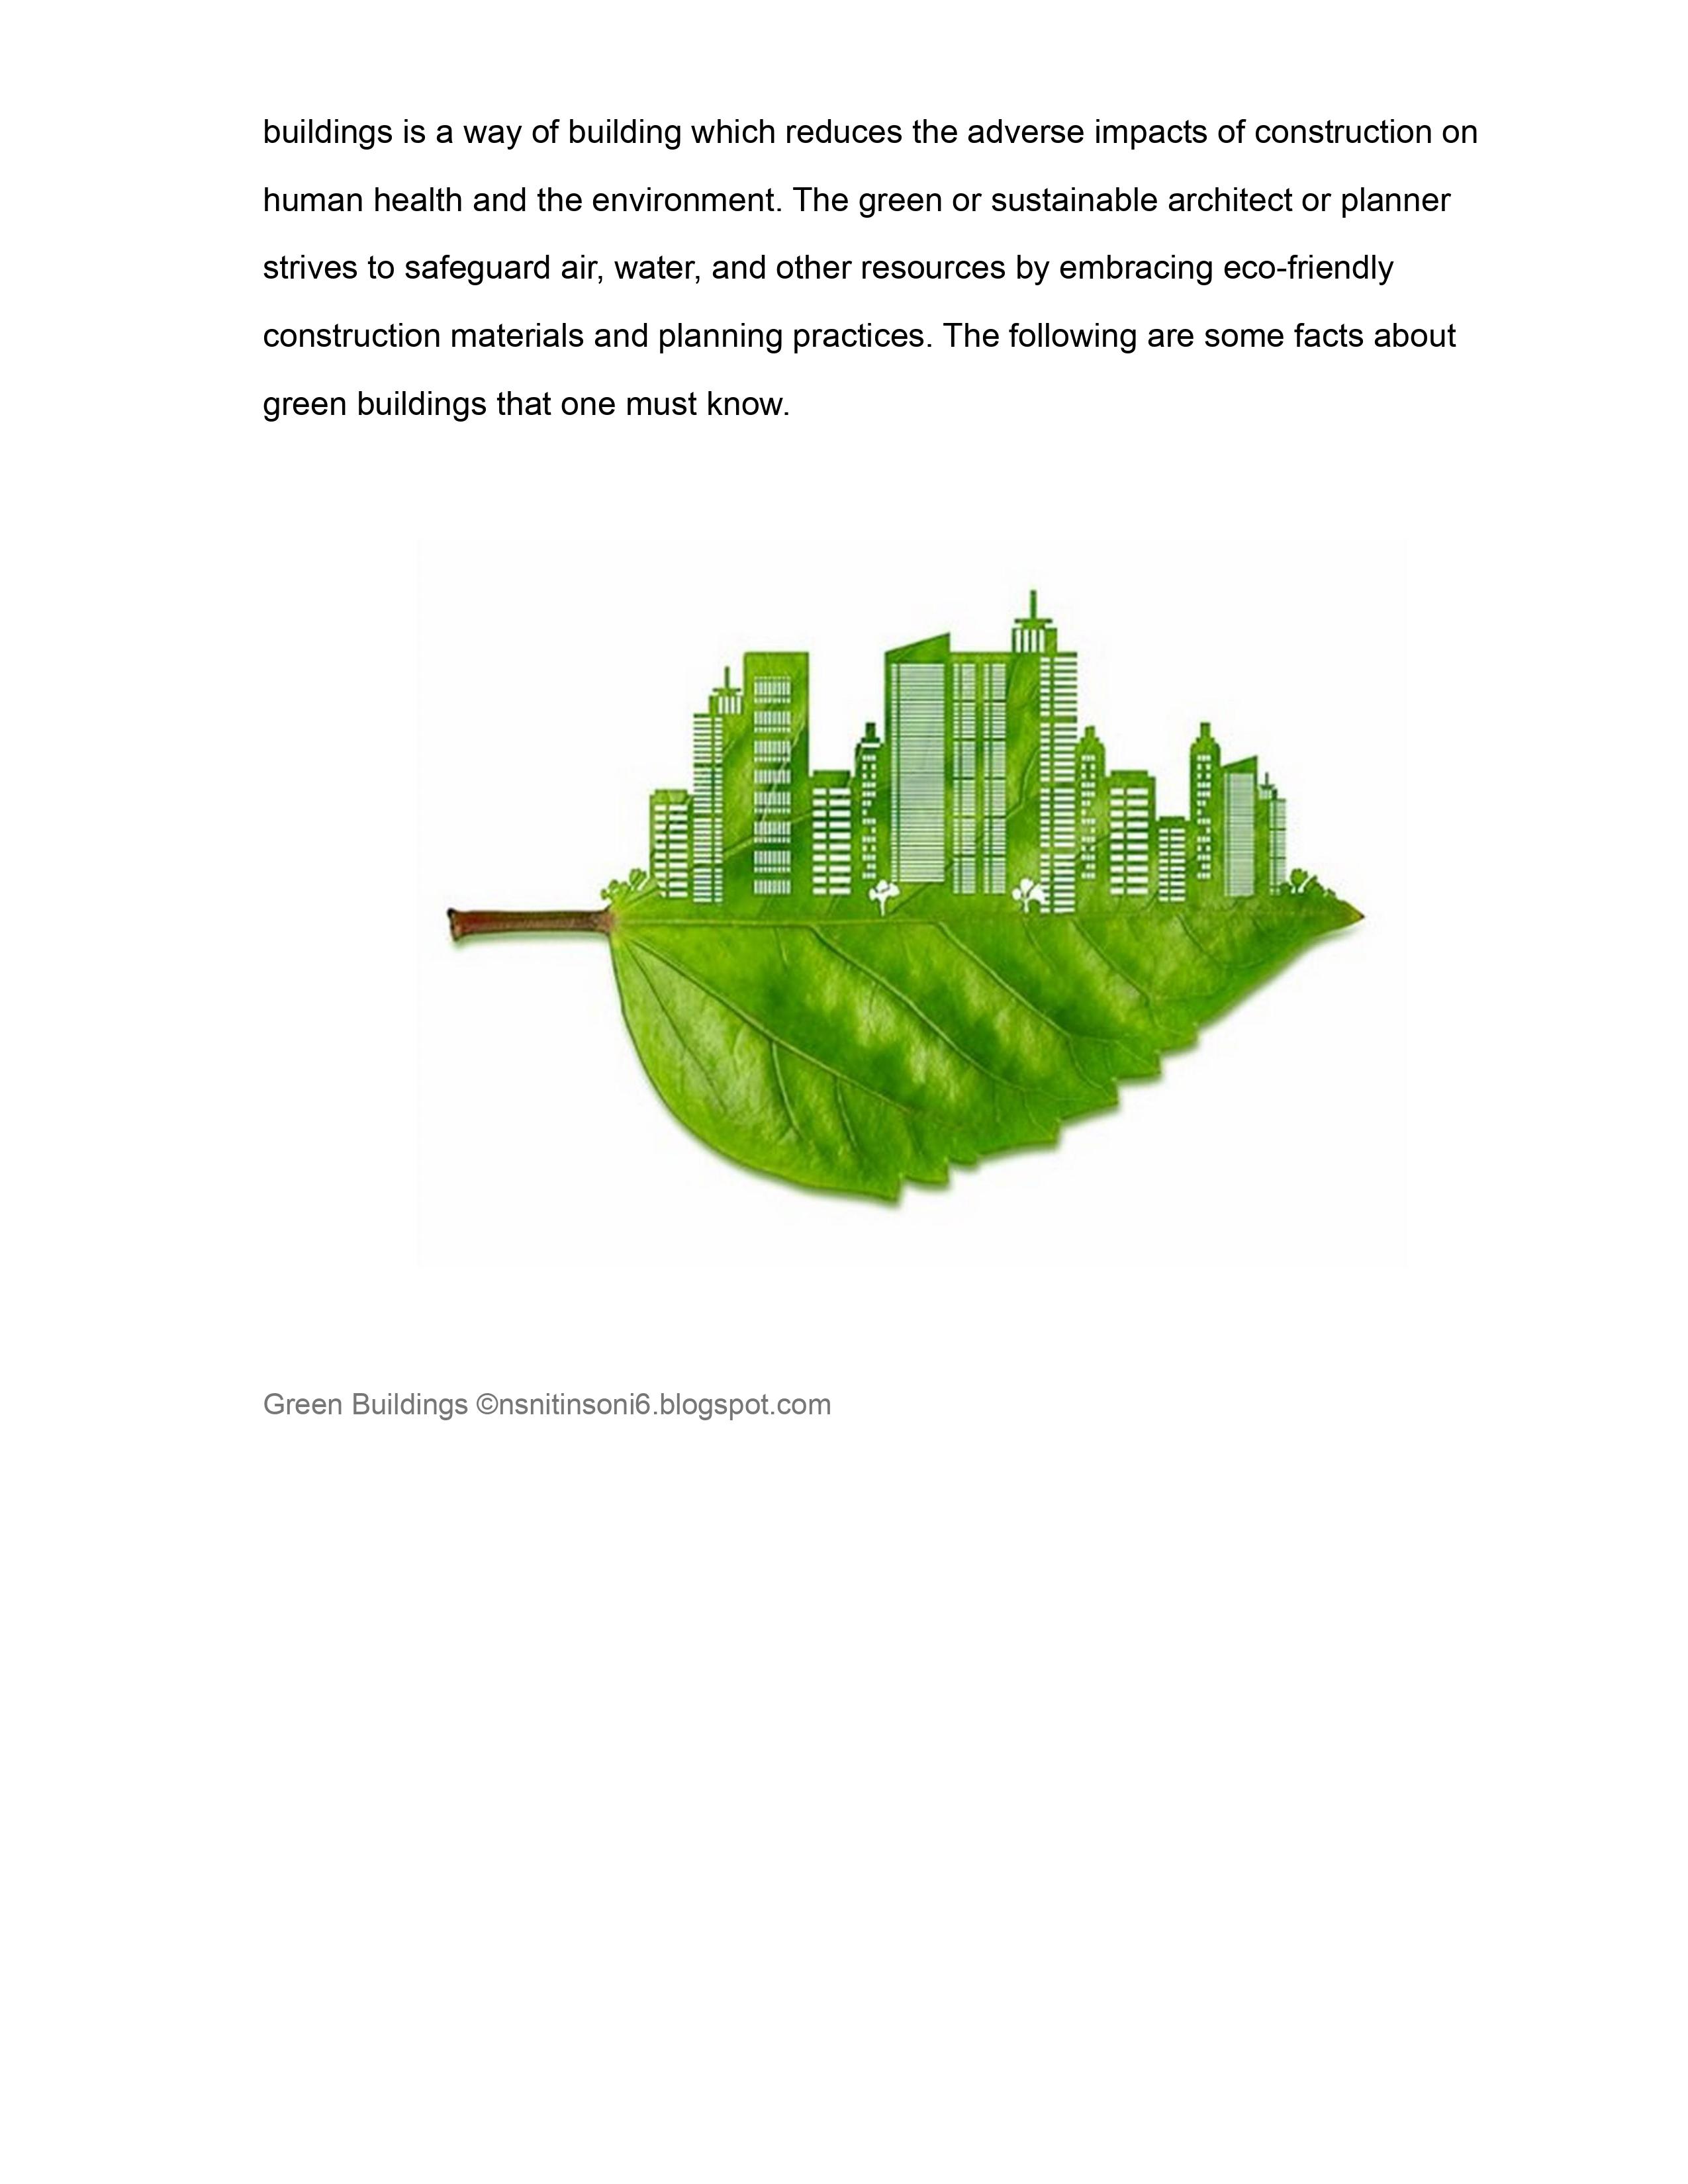 buildings is a way of building which reduces the adverse impacts of construction on
human health and the environment. The green or sustainable architect or planner
strives to safeguard air, water, and other resources by embracing eco-friendly
construction materials and planning practices. The following are some facts about
green buildings that one must know.
Green Buildings ©nsnitinsoni6.blogspot.com